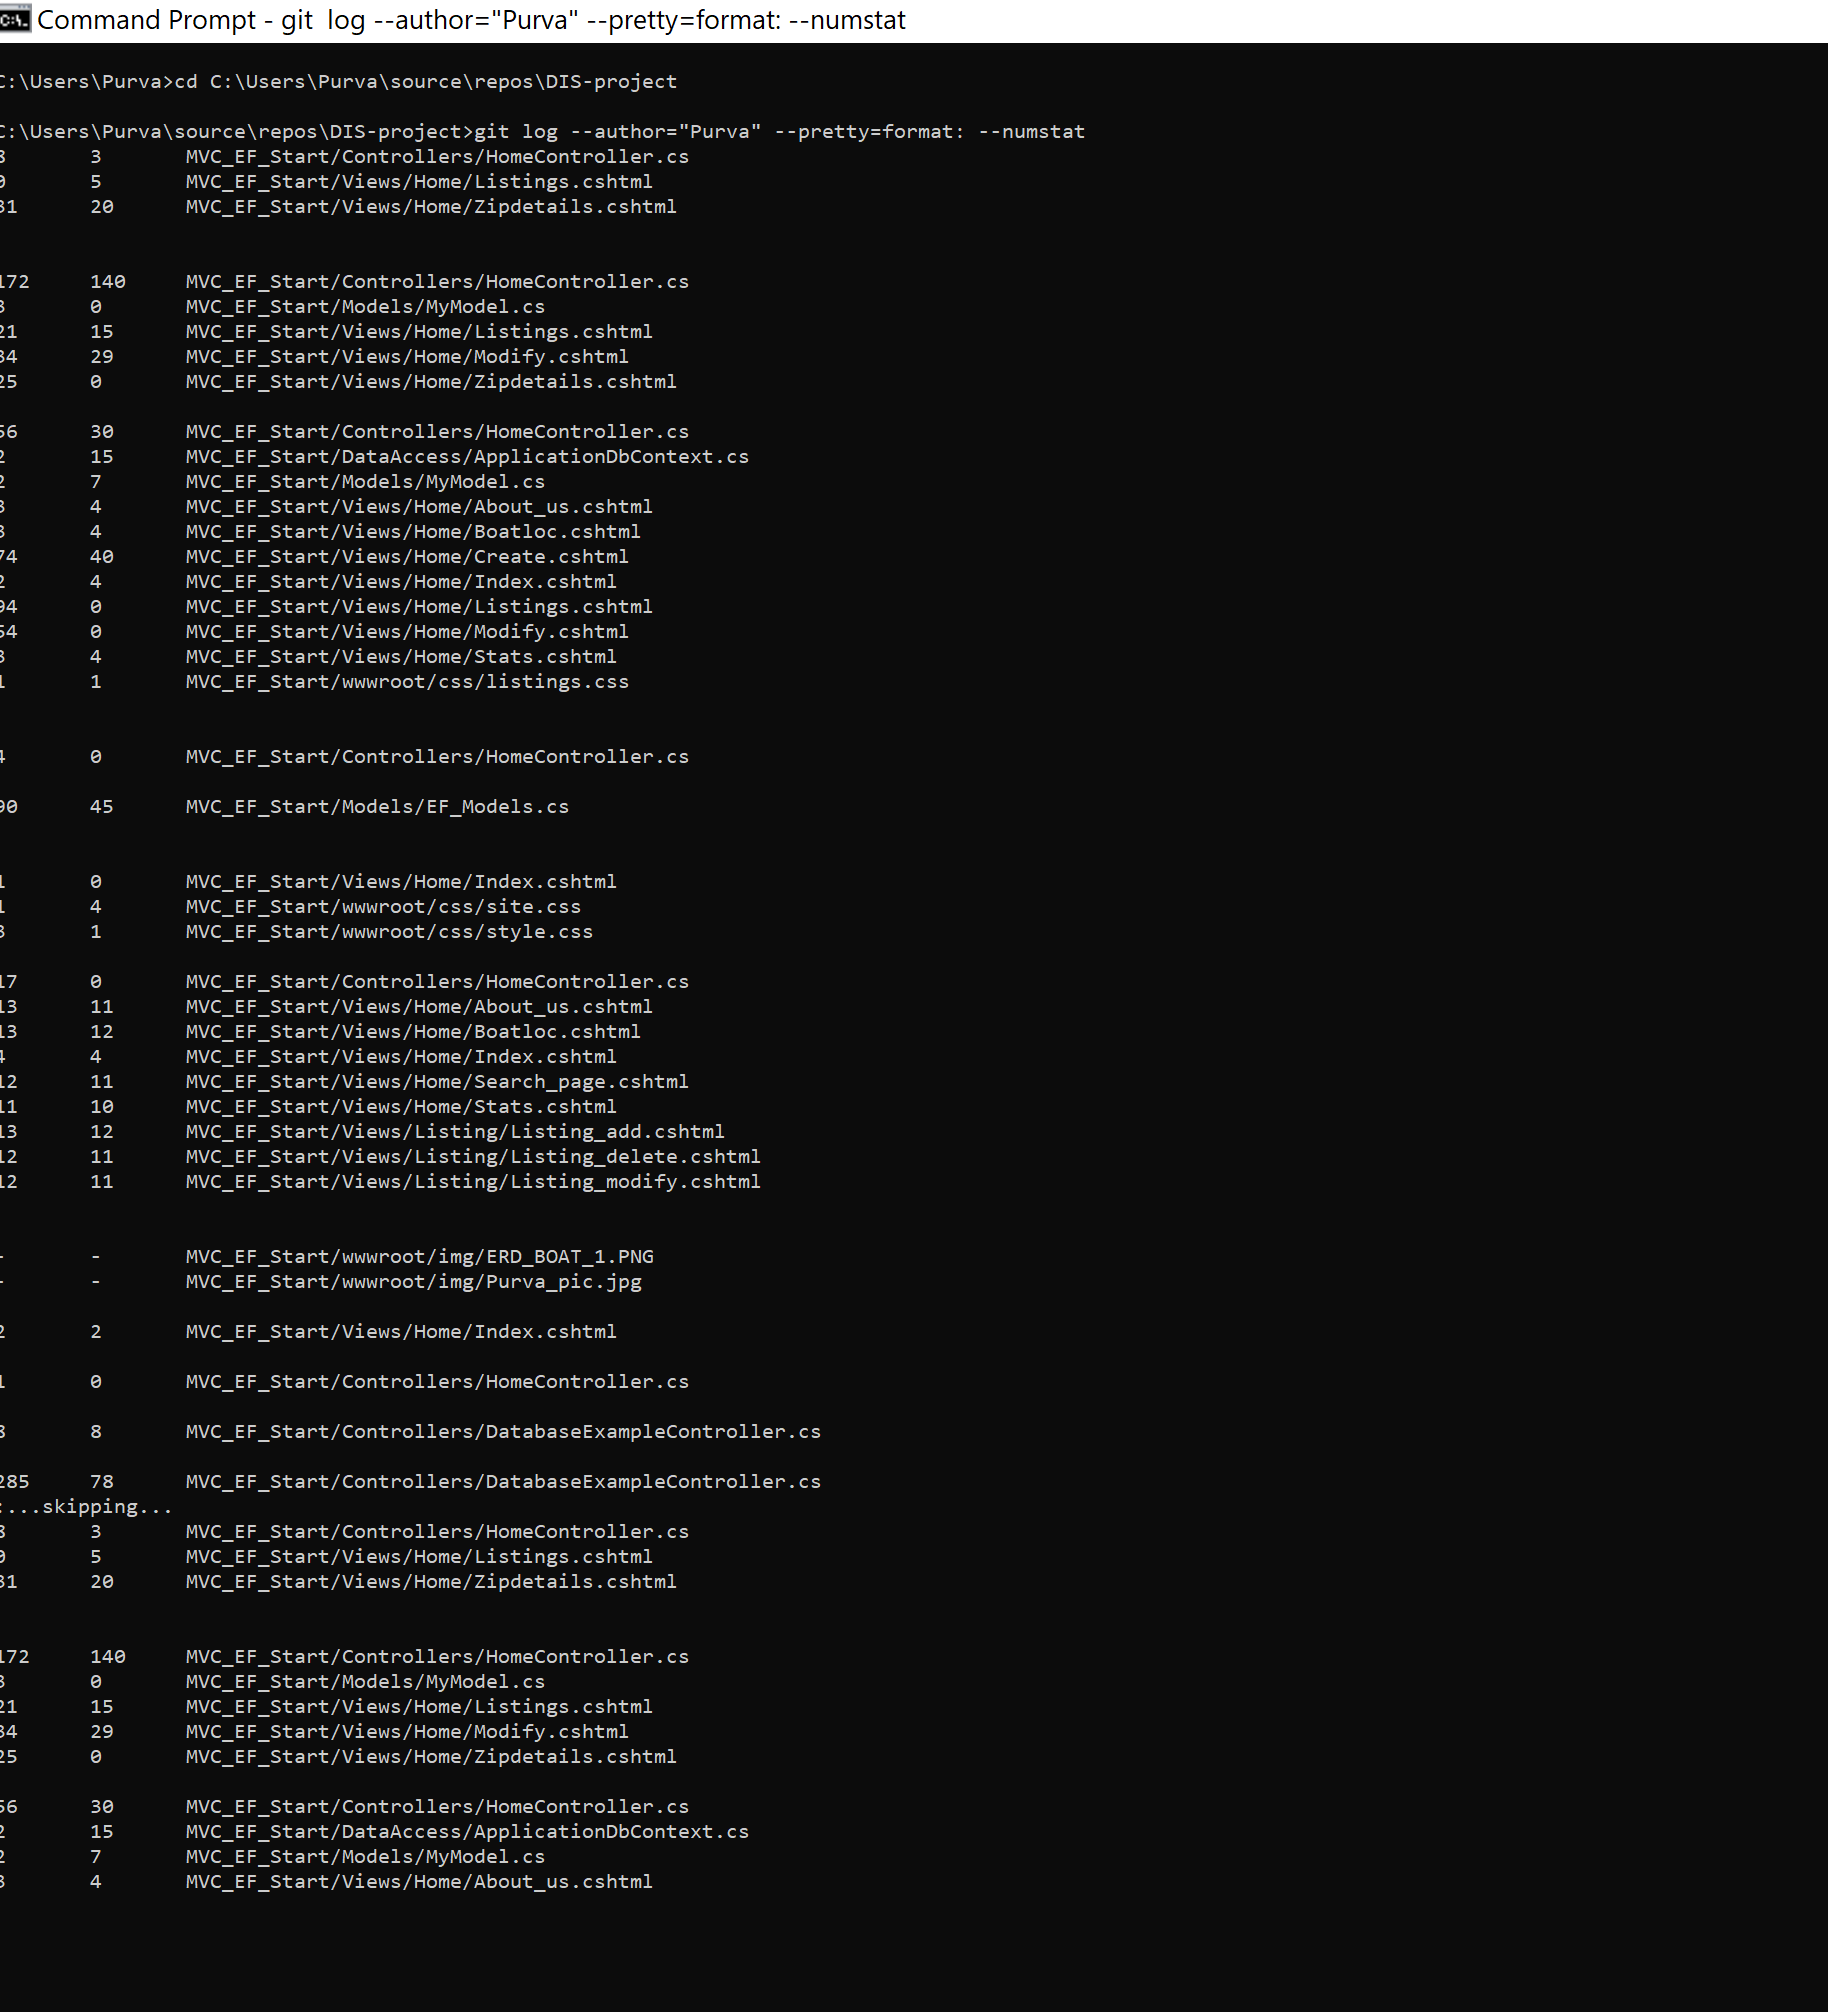 Command Prompt - git  log --author="Purva" --pretty=format: --numstat
C:\Users\Purva>cd C:\Users\Purva\source\repos\DIS-project
C:\Users\Purva\source\repos\DIS-project>git log --author="Purva" --pretty=format: --numstat
3 MVC_EF_Start/Controllers/HomeController.cs
5 MVC_EF_Start/Views/Home/Listings.cshtml
20 MVC_EF_Start/Views/Home/Zipdetails.cshtml
172 140 MVC_EF_Start/Controllers/HomeController.cs
0 MVC_EF_Start/Models/MyModel.cs
21 15 MVC_EF_Start/Views/Home/Listings.cshtml
29 MVC_EF_Start/Views/Home/Modify.cshtml
25 0 MVC_EF_Start/Views/Home/Zipdetails.cshtml
56 30 MVC_EF_Start/Controllers/HomeController.cs
2 15 MVC_EF_Start/DataAccess/ApplicationDbContext.cs
2 7 MVC_EF_Start/Models/MyModel.cs
4 MVC_EF_Start/Views/Home/About_us.cshtml
4 MVC_EF_Start/Views/Home/Boatloc.cshtml
74 40 MVC_EF_Start/Views/Home/Create.cshtml
2 4 MVC_EF_Start/Views/Home/Index.cshtml
94 0 MVC_EF_Start/Views/Home/Listings.cshtml
54 0 MVC_EF_Start/Views/Home/Modify.cshtml
4 MVC_EF_Start/Views/Home/Stats.cshtml
1 1 MVC_EF_Start/wwwroot/css/listings.css
4 0 MVC_EF_Start/Controllers/HomeController.cs
90 45 MVC_EF_Start/Models/EF_Models.cs
1 0 MVC_EF_Start/Views/Home/Index.cshtml
1 4 MVC_EF_Start/wwwroot/css/site.css
1 MVC_EF_Start/wwwroot/css/style.css
17 0 MVC_EF_Start/Controllers/HomeController.cs
13 11 MVC_EF_Start/Views/Home/About_us.cshtml
13 12 MVC_EF_Start/Views/Home/Boatloc.cshtml
4 4 MVC_EF_Start/Views/Home/Index.cshtml
12 11 MVC_EF_Start/Views/Home/Search_page.cshtml
11 10 MVC_EF_Start/Views/Home/Stats.cshtml
13 12 MVC_EF_Start/Views/Listing/Listing_add.cshtml
12 11 MVC_EF_Start/Views/Listing/Listing_delete.cshtml
12 11 MVC_EF_Start/Views/Listing/Listing_modify.cshtml
- - MVC_EF_Start/wwwroot/img/ERD_BOAT_1.PNG
- - MVC_EF_Start/wwwroot/img/Purva_pic.jpg
2 2 MVC_EF_Start/Views/Home/Index.cshtml
1 0 MVC_EF_Start/Controllers/HomeController.cs
8 MVC_EF_Start/Controllers/DatabaseExampleController.cs
285 78 MVC_EF_Start/Controllers/DatabaseExampleController.cs
:...skipping...
3 MVC_EF_Start/Controllers/HomeController.cs
5 MVC_EF_Start/Views/Home/Listings.cshtml
20 MVC_EF_Start/Views/Home/Zipdetails.cshtml
172 140 MVC_EF_Start/Controllers/HomeController.cs
0 MVC_EF_Start/Models/MyModel.cs
21 15 MVC_EF_Start/Views/Home/Listings.cshtml
29 MVC_EF_Start/Views/Home/Modify.cshtml
25 0 MVC_EF_Start/Views/Home/Zipdetails.cshtml
56 30 MVC_EF_Start/Controllers/HomeController.cs
2 15 MVC_EF_Start/DataAccess/ApplicationDbContext.cs
2 7 MVC_EF_Start/Models/MyModel.cs
4 MVC_EF_Start/Views/Home/About_us.cshtml